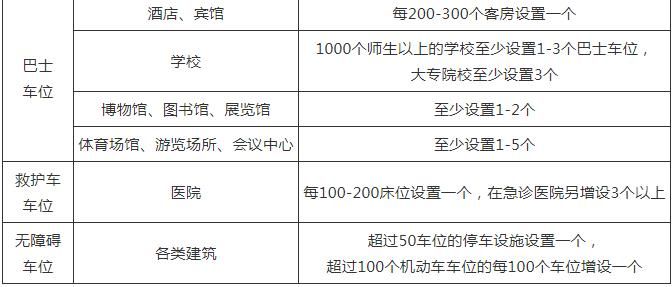 酒店、宾馆
每200-300个客房设置一个
巴士
车位
学校
1000个师生以上的学校至少设置1-3个巴士车位，
大专院校至少设置3个
博物馆、图书馆、展览馆
至少设置1-2个
体育场馆、游览场所、会议中心
至少设置1-5个
救护车
车位
医院
每100-200床位设置一个，在急诊医院另增设3个以上
无障碍
车位
各类建筑
超过50车位的停车设施设置一个，
超过100个机动车车位的每100个车位增设一个